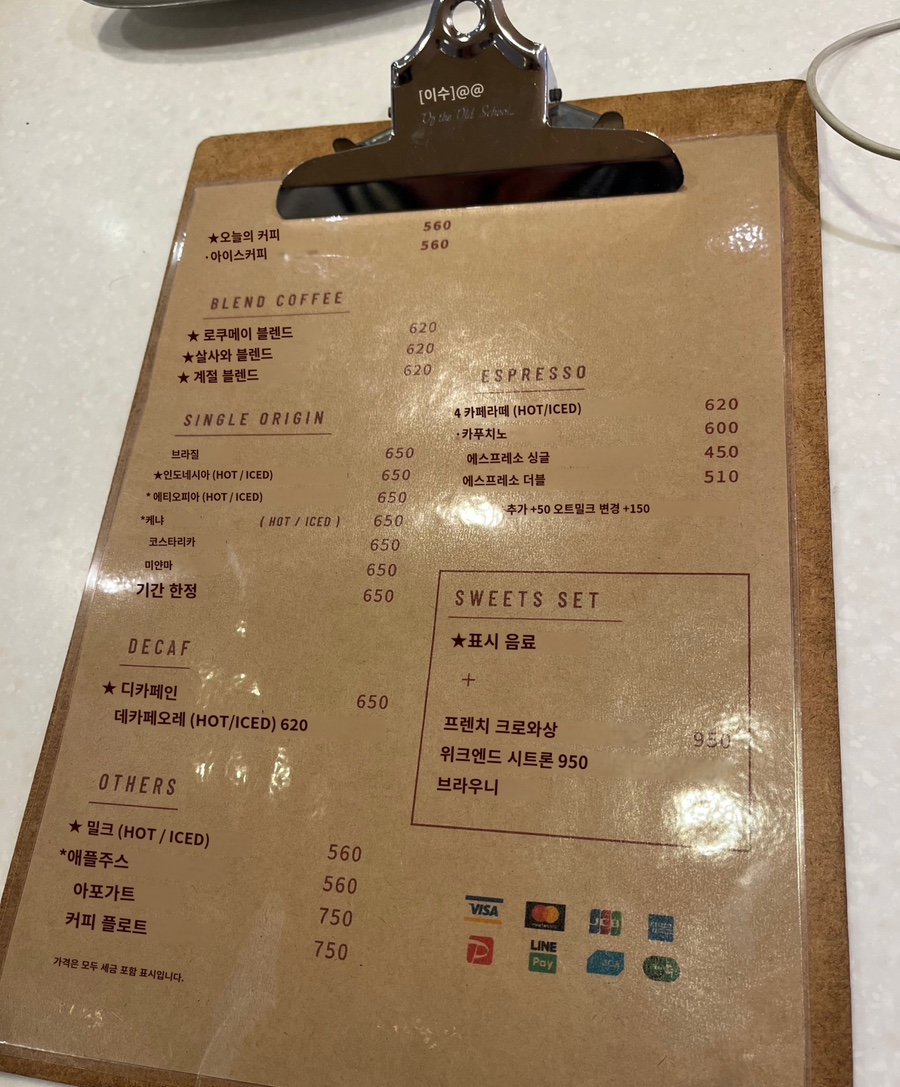 [이수]@@
★오늘의 커피 560
·아이스커피 560
BLEND COFFEE
★ 로쿠메이 블렌드 620
★살사와 블렌드 620
★ 계절 블렌드 620
SINGLE ORIGIN
브라질 650
★인도네시아 (HOT / ICED) 650
* 에티오피아 (HOT / ICED) 650
*케냐 ( HOT / ICED ) 650
코스타리카 650
미얀마 650
기간 한정 650
DECAF
★ 디카페인 650
데카페오레 (HOT/ICED) 620
OTHERS
★ 밀크 (HOT / ICED) 560
*애플주스 560
아포가트 750
커피 플로트 750
가격은 모두 세금 포함 표시입니다.
ESPRESSO
4 카페라떼 (HOT/ICED) 620
·카푸치노 600
에스프레소 싱글 450
에스프레소 더블 510
추가 +50 오트밀크 변경 +150
SWEETS SET
★표시 음료
+
프렌치 크로와상 950
위크엔드 시트론 950
브라우니
VISA
JCB
LINE
Pay